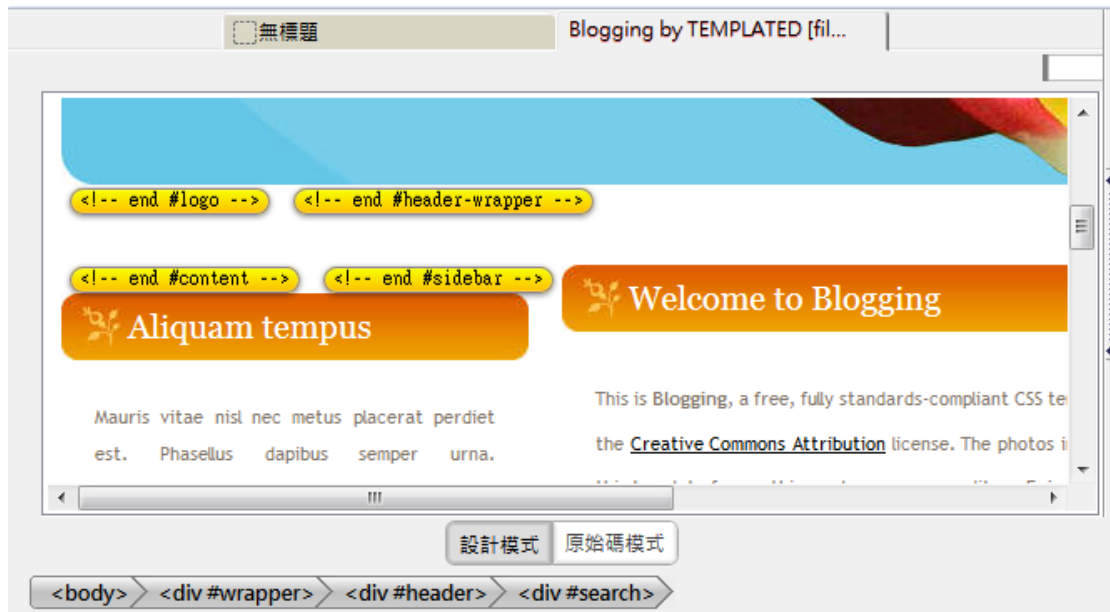 無標題
Blogging by TEMPLATED [fil...
<!-- end #logo -->
<!-- end #header-wrapper -->
<!-- end #content -->
<!-- end #sidebar -->
Aliquam tempus
Mauris vitae nisl nec metus placerat perdiet
est. Phasellus dapibus semper urna.
Welcome to Blogging
This is Blogging, a free, fully standards-compliant CSS te
the Creative Commons Attribution license. The photos i
設計模式
原始碼模式
<body>
<div #wrapper>
<div #header>
<div #search>